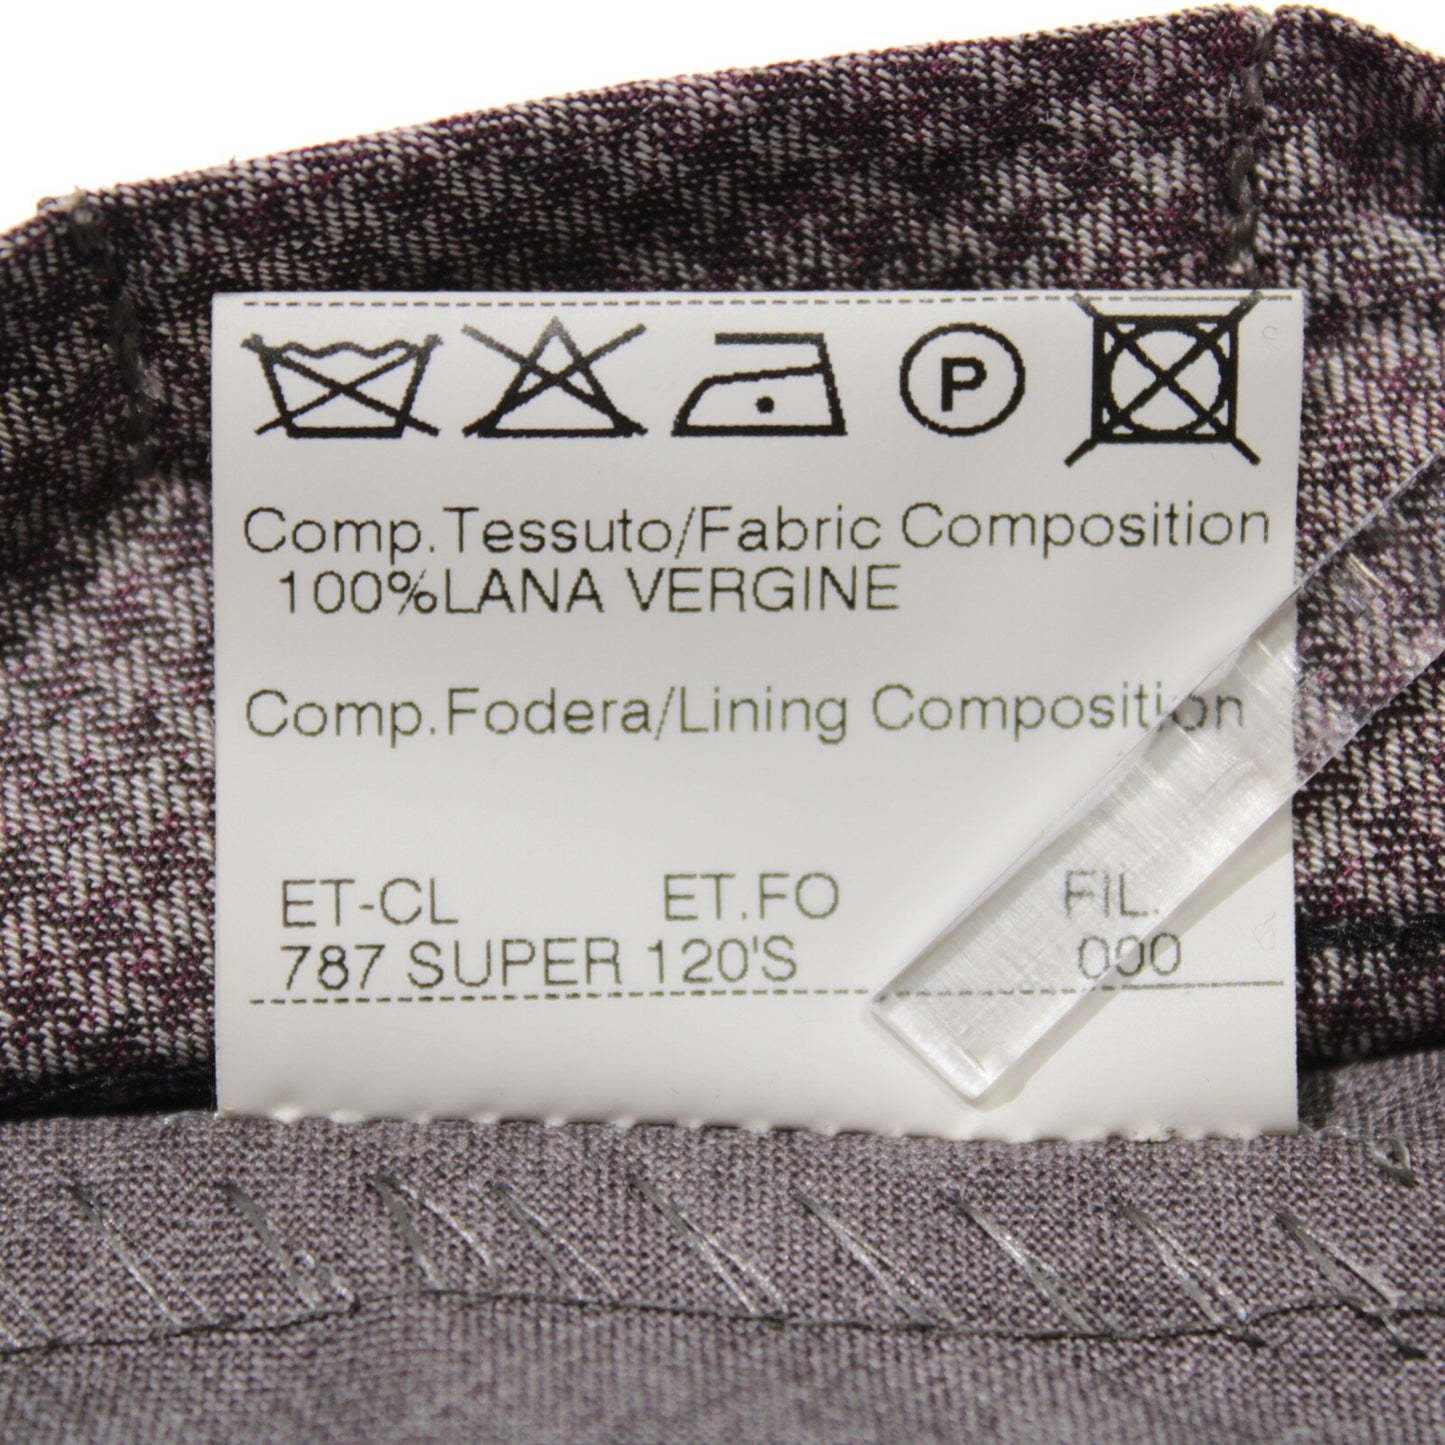 P
Comp.Tessuto/Fabric Composition
100%LANA VERGINE
Comp.Fodera/Lining Composition
ET-CL ET.FO FIL.
787 SUPER 120'S 000